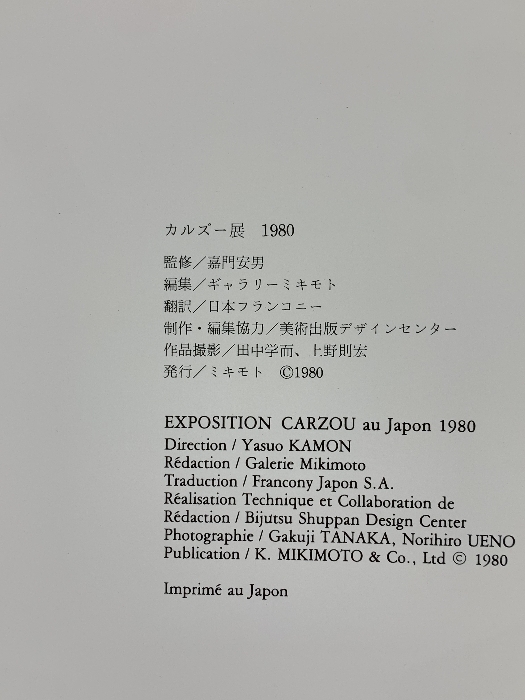 カルズー展　1980
監修／嘉門安男
編集／ギャラリーミキモト
翻訳／日本フランコニー
制作・編集協力／美術出版デザインセンター
作品撮影／田中学而、上野則宏
発行／ミキモト　©1980
EXPOSITION CARZOU au Japon 1980
Direction / Yasuo KAMON
Rédaction / Galerie Mikimoto
Traduction / Francony Japon S.A.
Réalisation Technique et Collaboration de
Rédaction / Bijutsu Shuppan Design Center
Photographie / Gakuji TANAKA, Norihiro UENO
Publication / K. MIKIMOTO & Co., Ltd © 1980
Imprimé au Japon